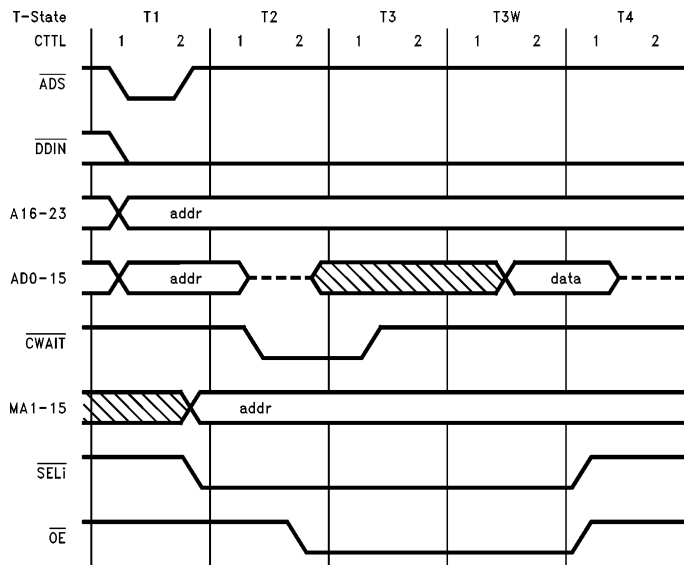 T-State T1 T2 T3 T3W T4
CTTL 1 2 1 2 1 2 1 2 1 2
ADS
DDIN
A16-23 addr
AD0-15 addr data
CWAIT
MA1-15 addr
SELi
OE